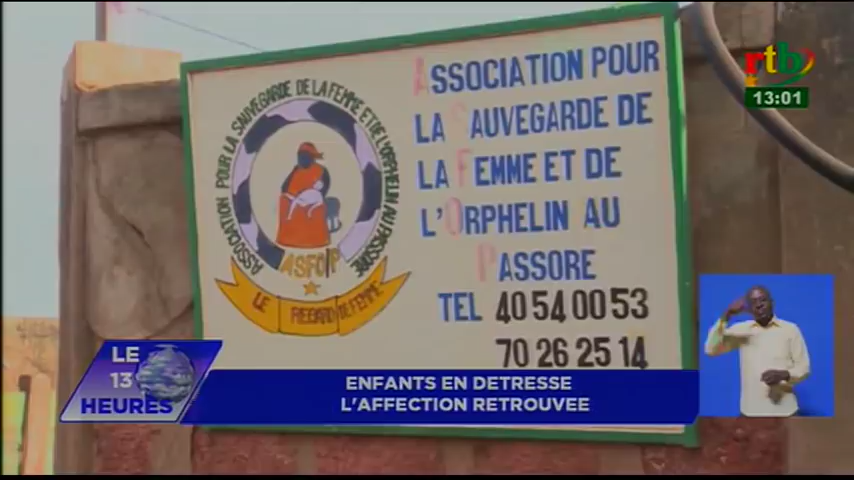 rtb
13:01
ASSOCIATION POUR
LA SAUVEGARDE DE
LA FEMME ET DE
L'ORPHELIN AU
PASSORE
TEL 40 54 00 53
70 26 25 14
ASSOCIATION POUR LA SAUVEGARDE DE LA FEMME ET DE L'ORPHELIN AU PASSORE
ASFO/P
LE REGARD DE FEMME
LE
13
HEURES
ENFANTS EN DETRESSE
L'AFFECTION RETROUVEE